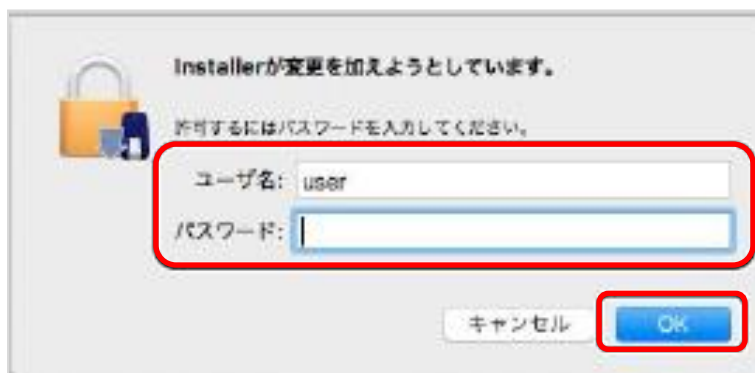 Installerが変更を加えようとしています。
許可するにはパスワードを入力してください。
ユーザ名: user
パスワード:
キャンセル OK